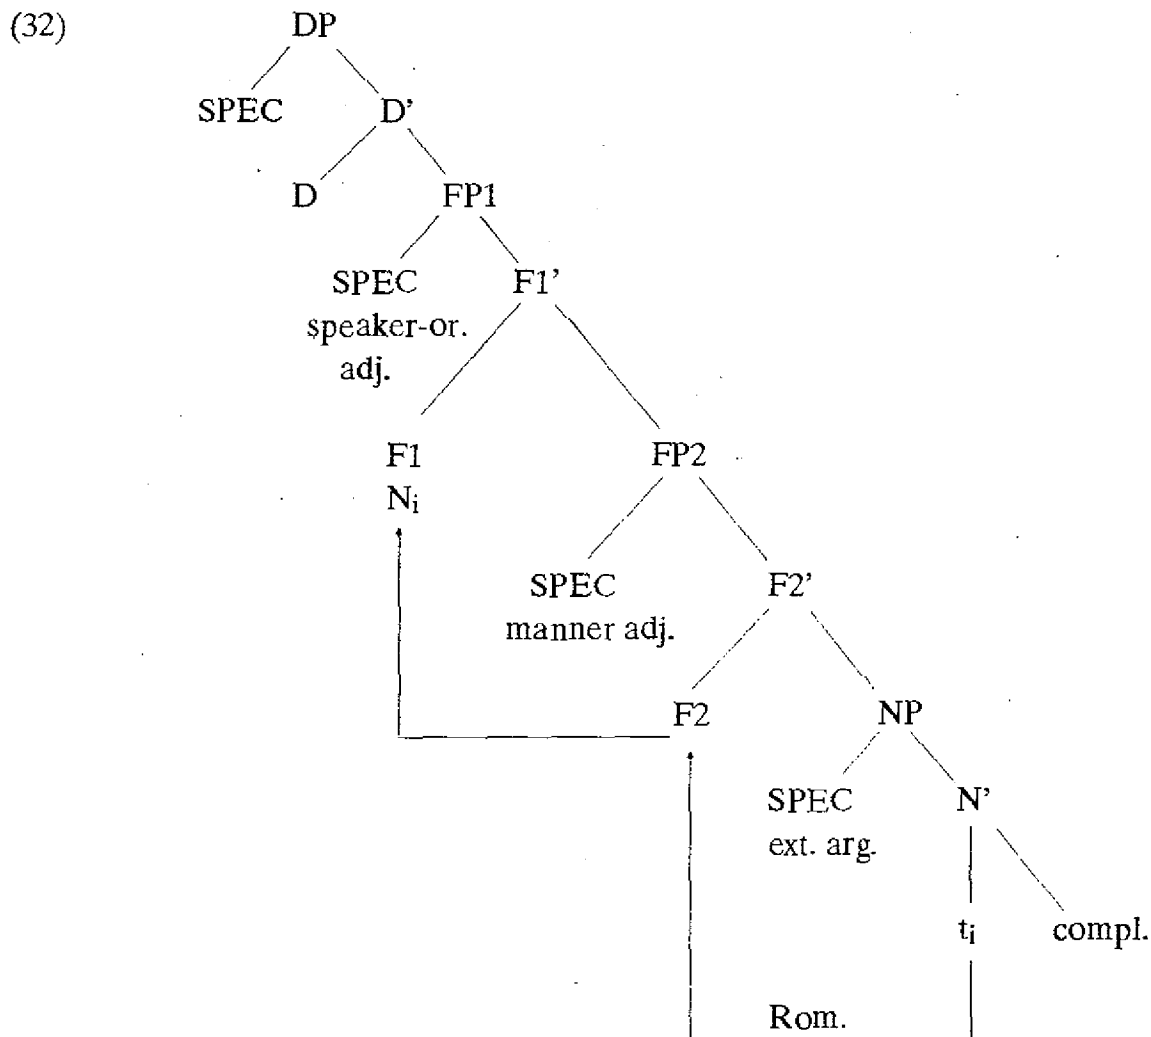 (32) DP
SPEC D'
D FP1
SPEC F1'
speaker-or.
adj.
F1 FP2
Ni
SPEC F2'
manner adj.
F2 NP
SPEC N'
ext. arg.
ti compl.
Rom.